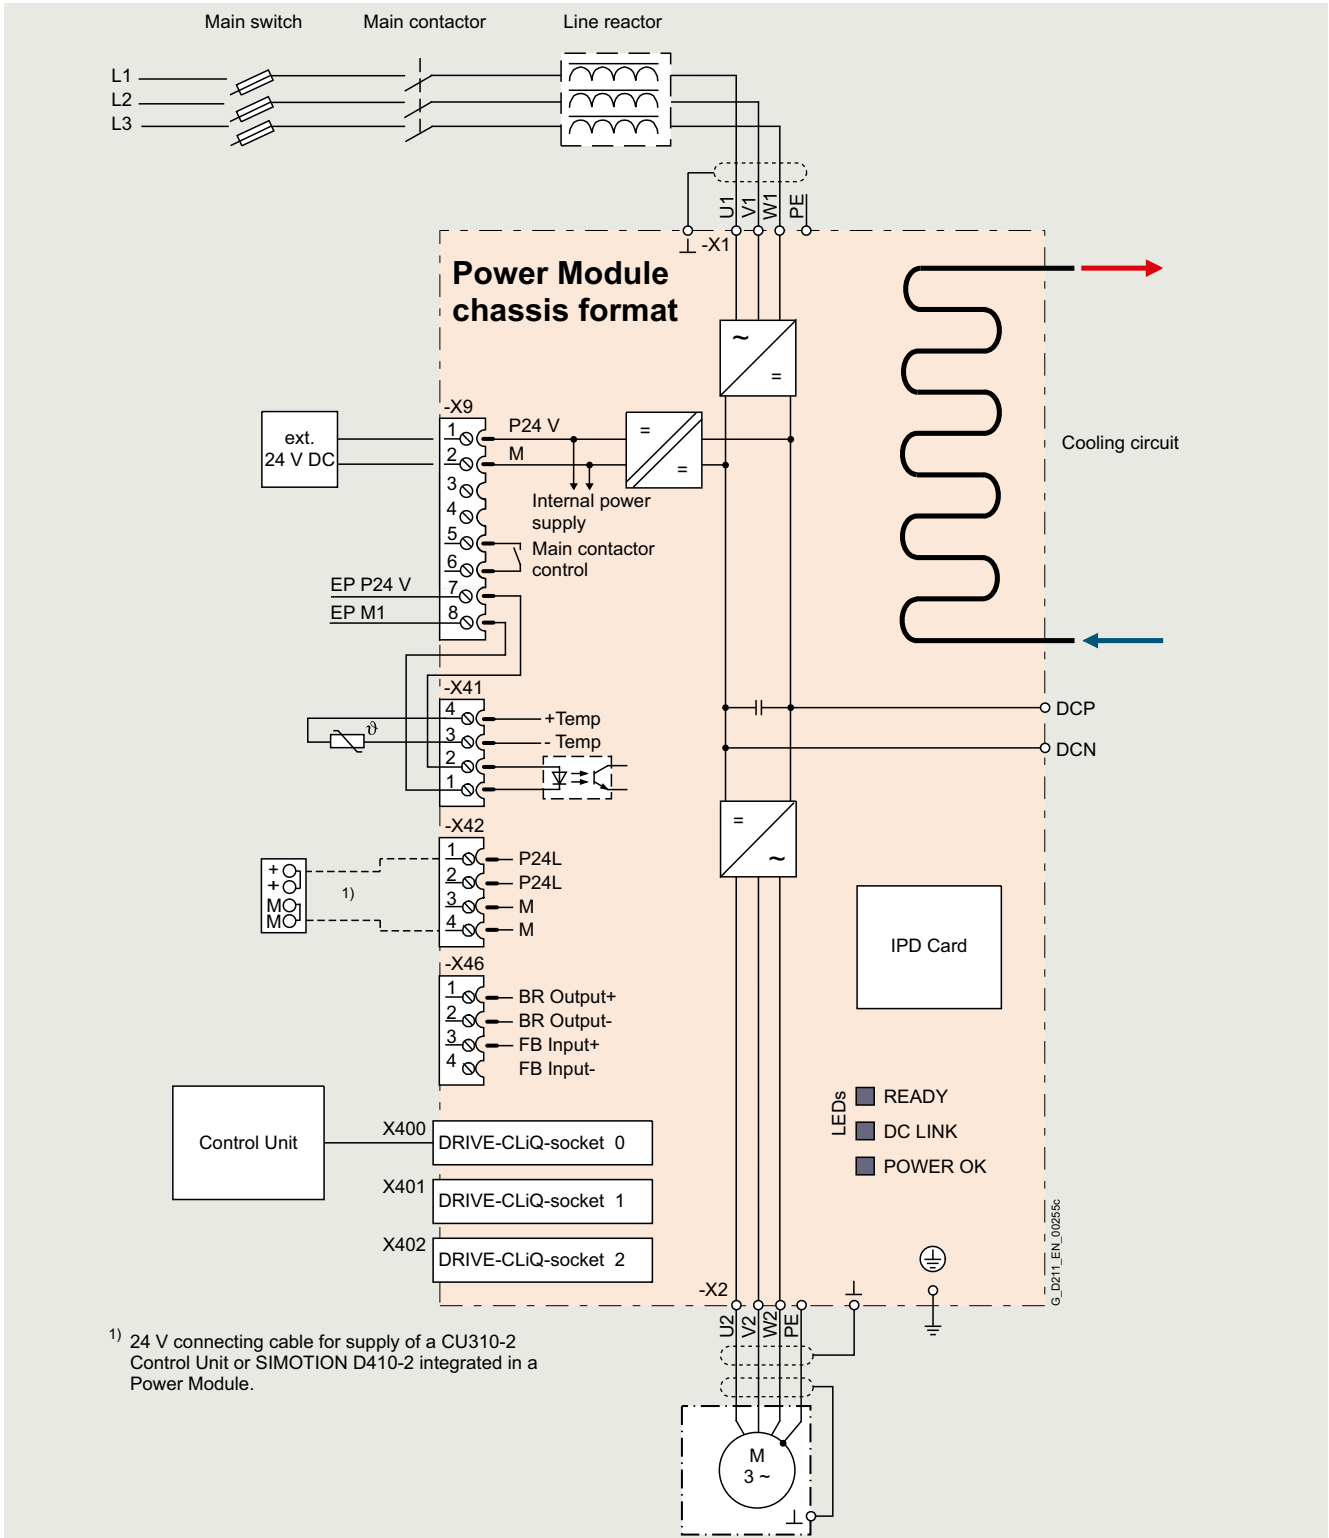 Main switch Main contactor Line reactor
L1
L2
L3
U1 V1 W1 PE
-X1
Power Module
chassis format
~
=
-X9
ext.
24 V DC
1 P24 V
2 M
=
=
3
4
Internal power
supply
5
6
Main contactor
control
EP P24 V 7
EP M1 8
Cooling circuit
-X41
4 +Temp
ϑ
3 - Temp
2
1
DCP
DCN
-X42
=
~
1 P24L
2 P24L
3 M
4 M
+
+
M
M
1)
IPD Card
-X46
1 BR Output+
2 BR Output-
3 FB Input+
4 FB Input-
LEDs
READY
DC LINK
POWER OK
Control Unit
X400 DRIVE-CLiQ-socket 0
X401 DRIVE-CLiQ-socket 1
X402 DRIVE-CLiQ-socket 2
G_D211_EN_00255c
-X2
U2 V2 W2 PE
1) 24 V connecting cable for supply of a CU310-2
Control Unit or SIMOTION D410-2 integrated in a
Power Module.
M
3 ~